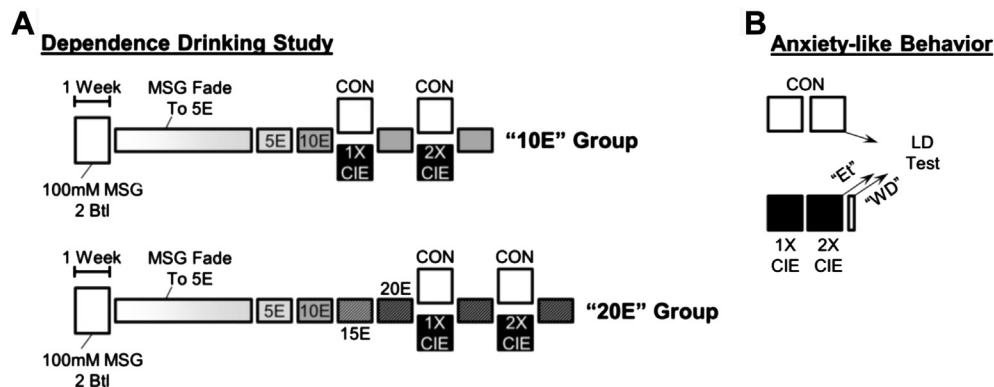 A
Dependence Drinking Study
1 Week
MSG Fade
To 5E
CON
CON
5E
10E
1X
CIE
2X
CIE
"10E" Group
100mM MSG
2 Btl
1 Week
MSG Fade
To 5E
20E
CON
CON
5E
10E
15E
1X
CIE
2X
CIE
"20E" Group
100mM MSG
2 Btl
B
Anxiety-like Behavior
CON
LD
Test
"Et"
"WD"
1X
CIE
2X
CIE